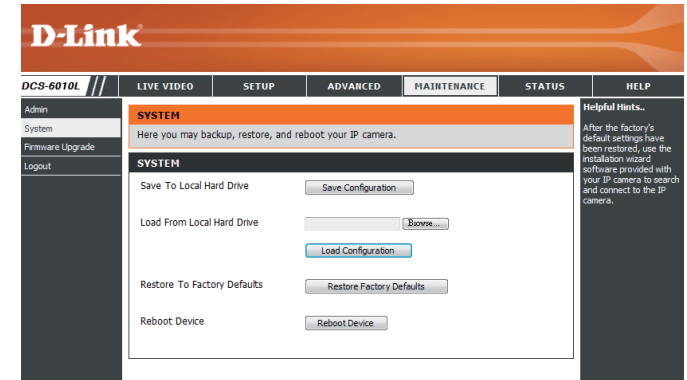 D-Link
DCS-6010L // LIVE VIDEO SETUP ADVANCED MAINTENANCE STATUS HELP
Admin
System
Firmware Upgrade
Logout
SYSTEM
Here you may backup, restore, and reboot your IP camera.
SYSTEM
Save To Local Hard Drive Save Configuration
Load From Local Hard Drive Browse...
Load Configuration
Restore To Factory Defaults Restore Factory Defaults
Reboot Device Reboot Device
Helpful Hints..
After the factory's
default settings have
been restored, use the
installation wizard
software provided with
your IP camera to search
and connect to the IP
camera.